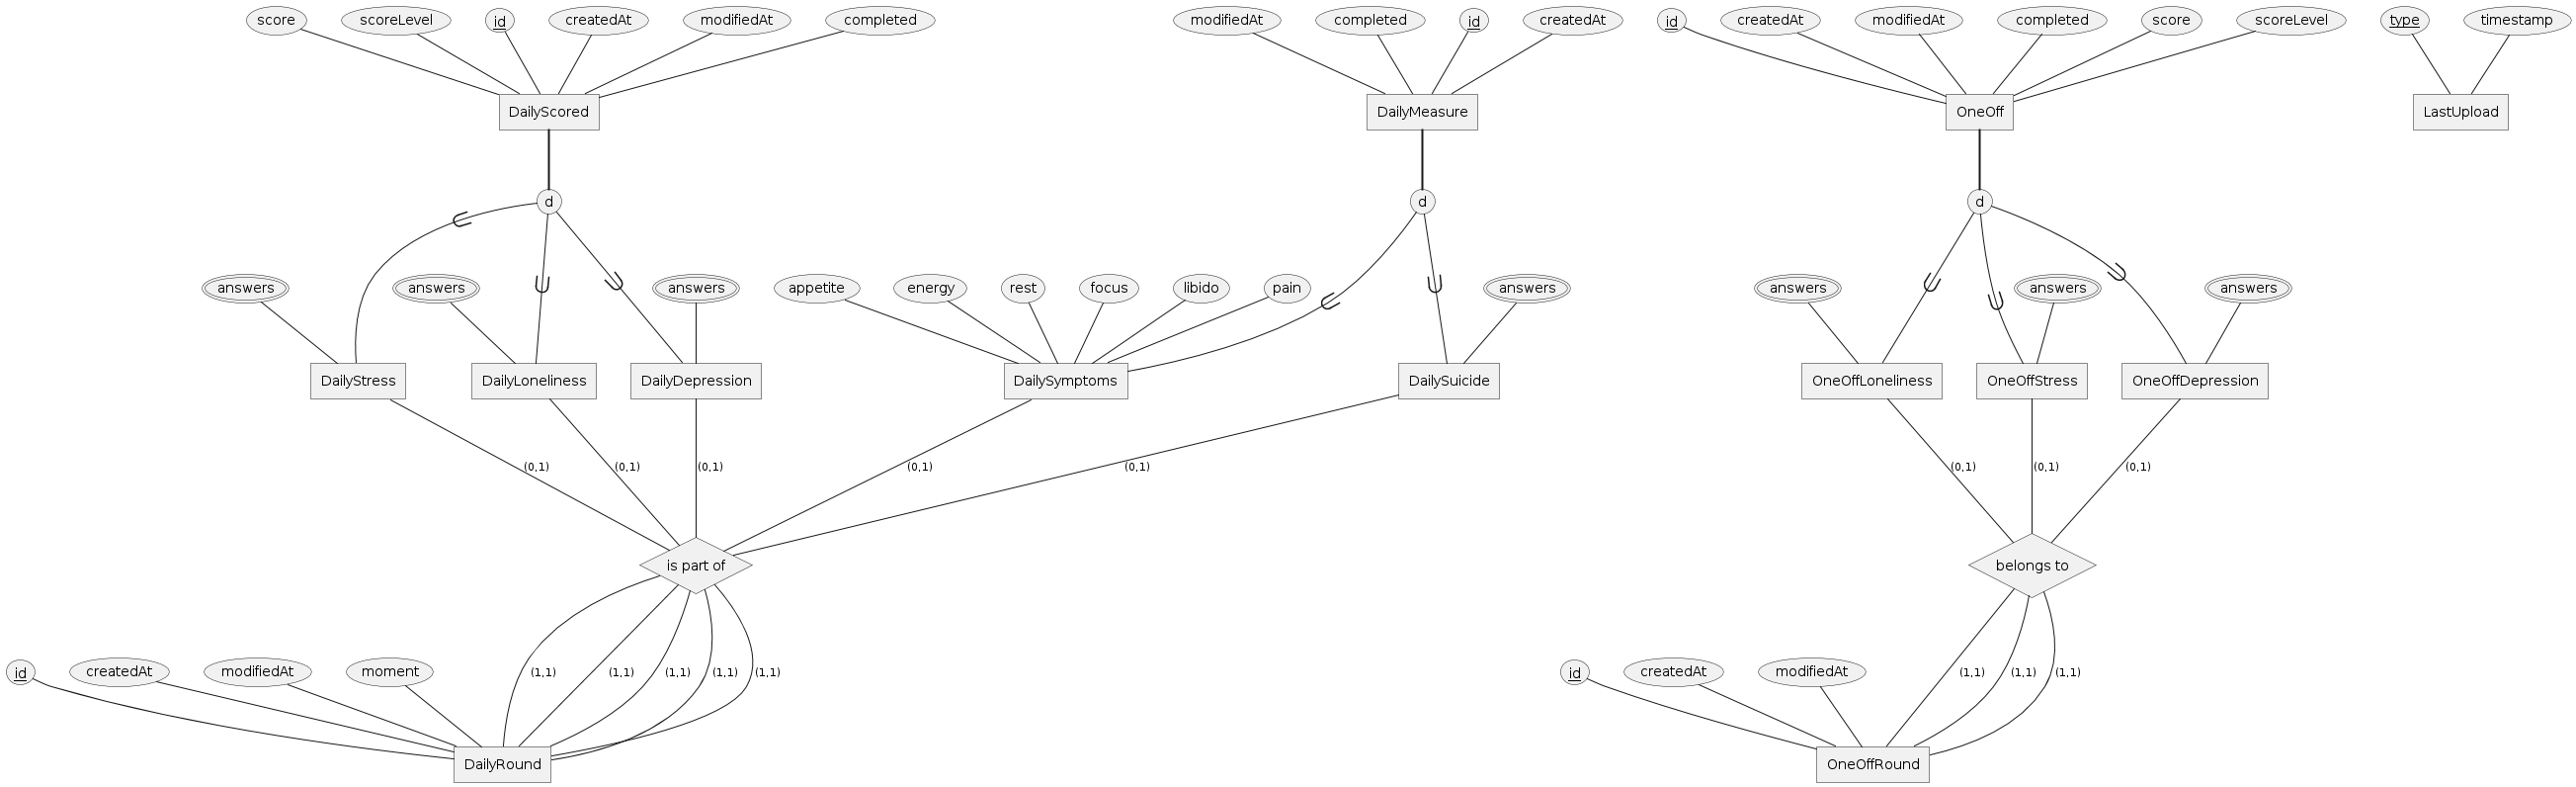 score
scoreLevel
id
createdAt
modifiedAt
completed
modifiedAt
completed
id
createdAt
id
createdAt
modifiedAt
completed
score
scoreLevel
type
timestamp
DailyScored
DailyMeasure
OneOff
LastUpload
d
d
d
answers
answers
answers
appetite
energy
rest
focus
libido
pain
answers
answers
answers
answers
DailyStress
DailyLoneliness
DailyDepression
DailySymptoms
DailySuicide
OneOffLoneliness
OneOffStress
OneOffDepression
(0,1)
(0,1)
(0,1)
(0,1)
(0,1)
(0,1)
(0,1)
(0,1)
is part of
belongs to
id
createdAt
modifiedAt
moment
(1,1)
(1,1)
(1,1)
(1,1)
(1,1)
id
createdAt
modifiedAt
(1,1)
(1,1)
(1,1)
DailyRound
OneOffRound